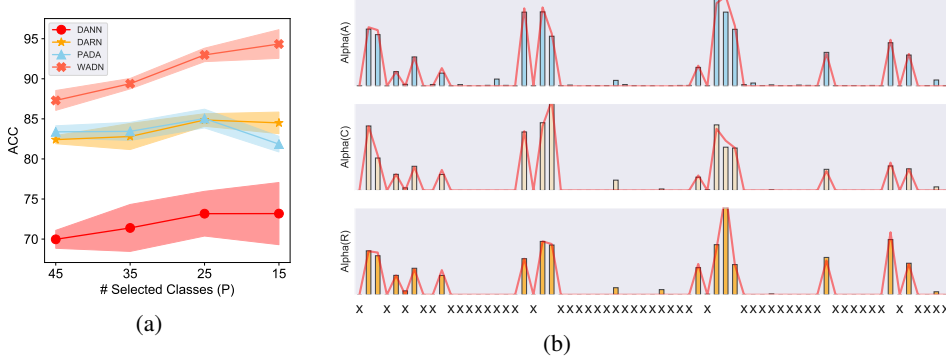 95
90
85
80
75
70
ACC
DANN
DARN
PADA
WADN
45 35 25 15
# Selected Classes (P)
(a)
Alpha(A)
Alpha(C)
Alpha(R)
X X X XX XXXXXXXX X XXXXXXXXXXXXXXX X XXXXXXXXX XXXXXX X XXXX
(b)